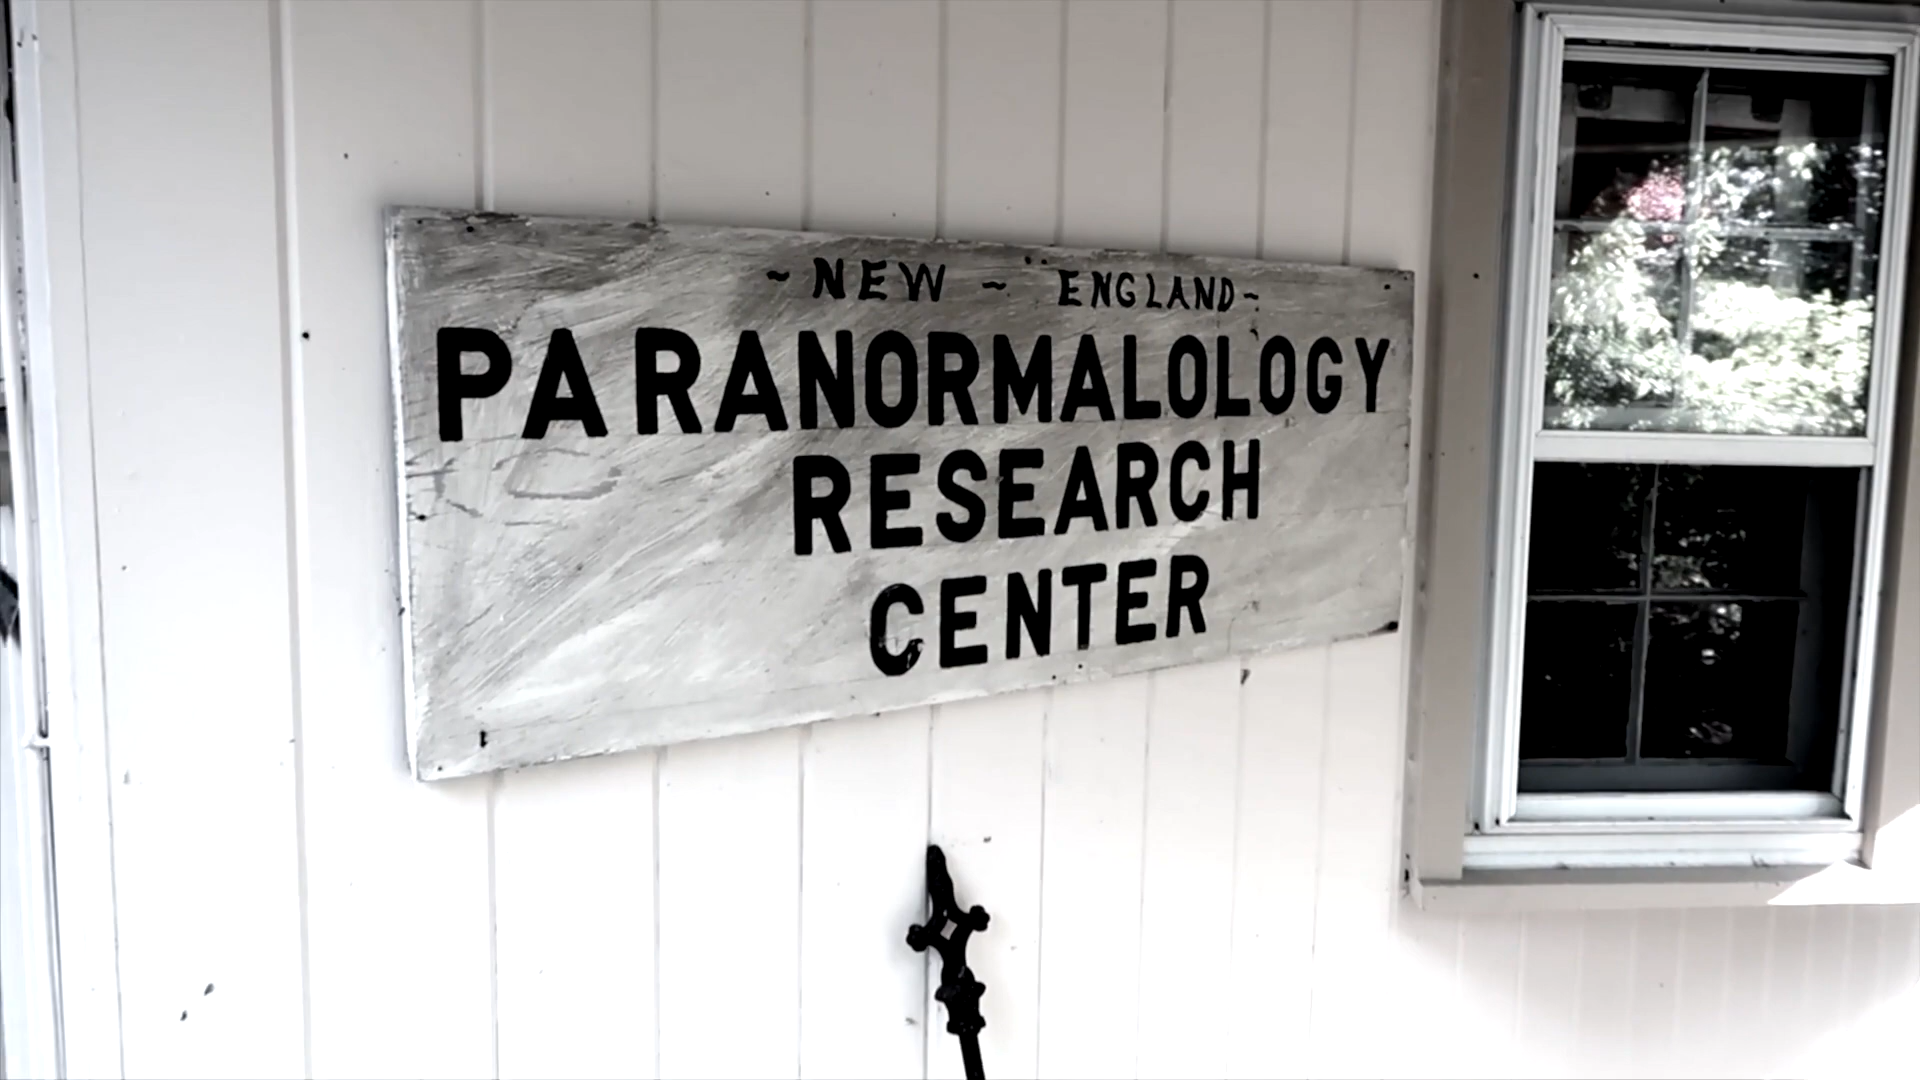 ~ NEW ~ ENGLAND ~
PARANORMALOLOGY
RESEARCH
CENTER